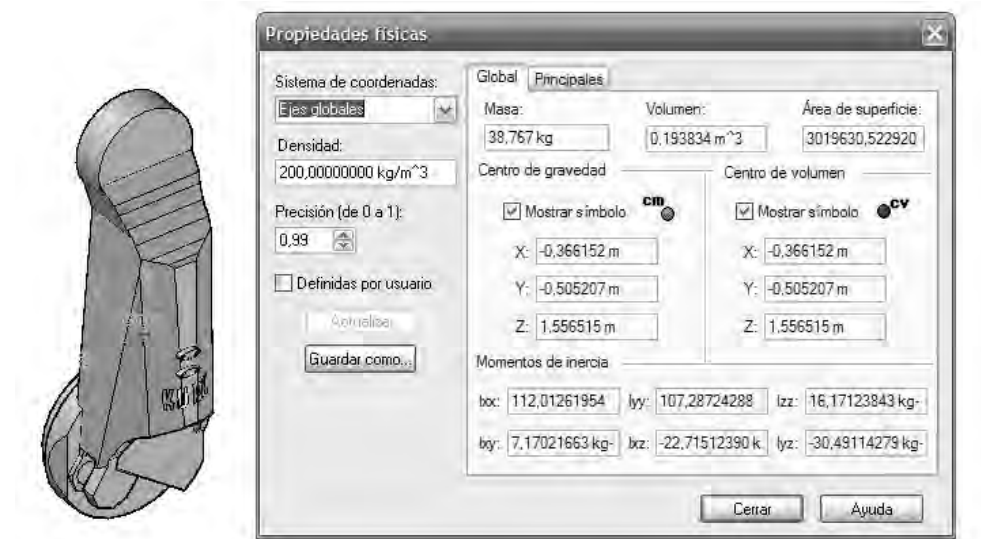 Propiedades físicas
Sistema de coordenadas:
Ejes globales
Densidad:
200,00000000 kg/m^3
Precisión (de 0 a 1):
0,99
Definidas por usuario
Actualizar
Guardar como...
Global Principales
Masa: Volumen: Área de superficie:
38,767 kg 0,193834 m^3 3019630,522920
Centro de gravedad Centro de volumen
Mostrar símbolo cm Mostrar símbolo cv
X: -0,366152 m X: -0,366152 m
Y: -0,505207 m Y: -0,505207 m
Z: 1,556515 m Z: 1,556515 m
Momentos de inercia
Ixx: 112,01261954 Iyy: 107,28724288 Izz: 16,17123843 kg-
Ixy: 7,17021663 kg- Ixz: -22,71512390 k Iyz: -30,49114279 kg-
Cerrar Ayuda